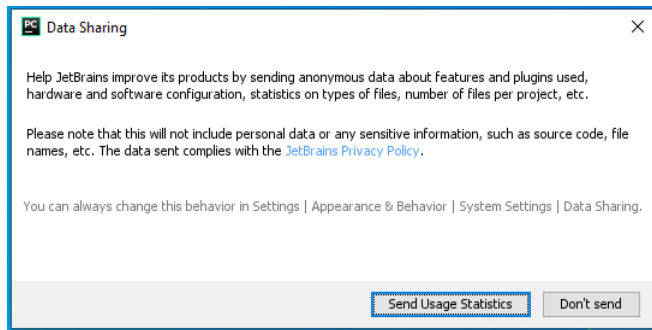 PC Data Sharing
Help JetBrains improve its products by sending anonymous data about features and plugins used,
hardware and software configuration, statistics on types of files, number of files per project, etc.
Please note that this will not include personal data or any sensitive information, such as source code, file
names, etc. The data sent complies with the JetBrains Privacy Policy.
You can always change this behavior in Settings | Appearance & Behavior | System Settings | Data Sharing.
Send Usage Statistics Don't send